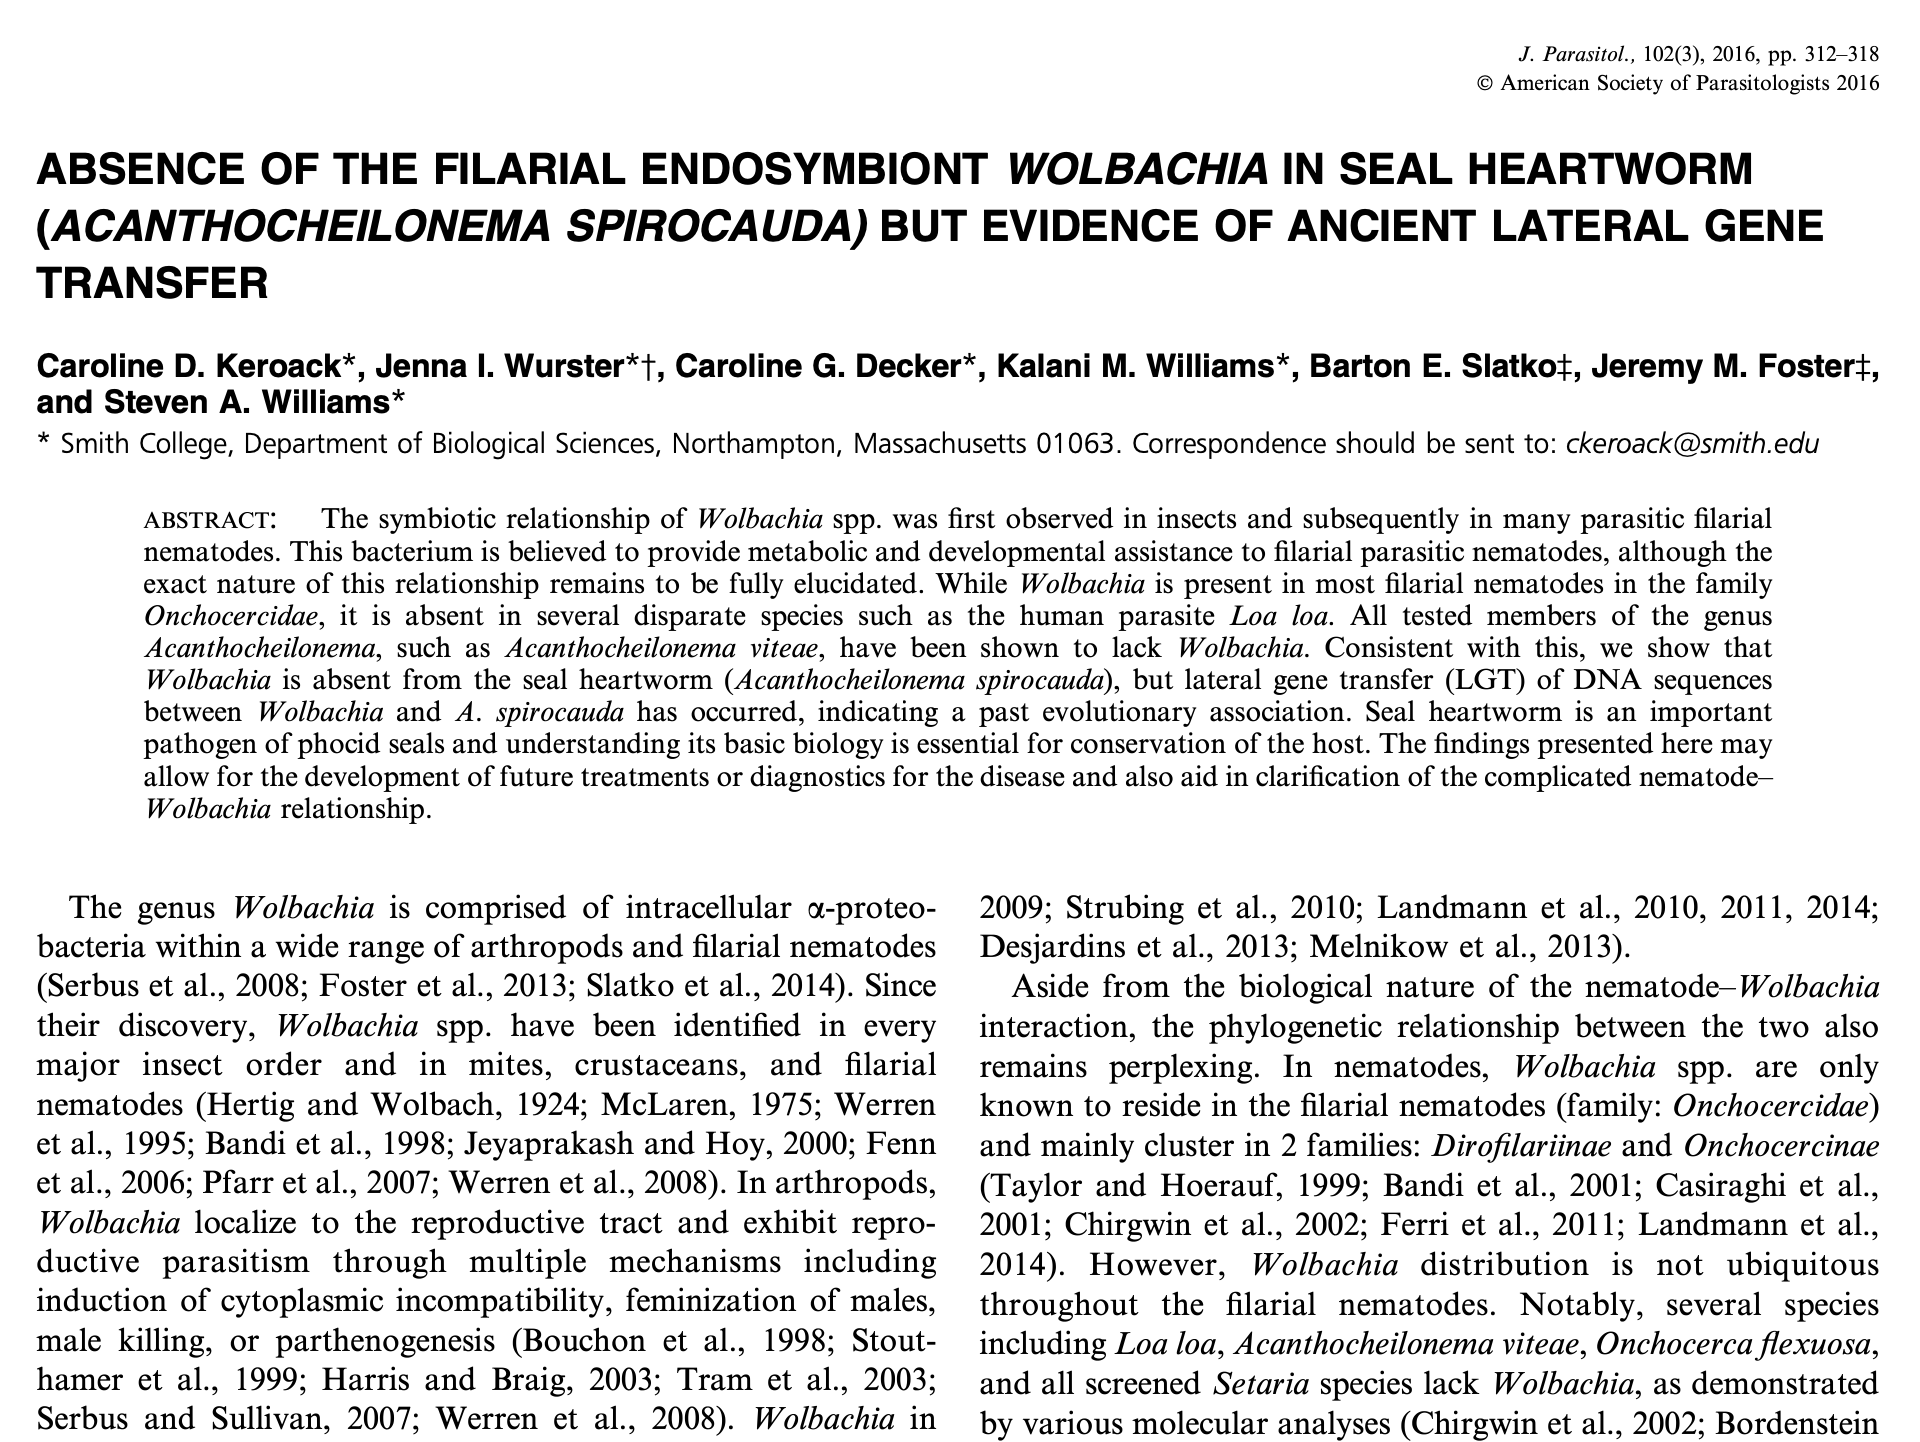 J. Parasitol., 102(3), 2016, pp. 312–318
© American Society of Parasitologists 2016
ABSENCE OF THE FILARIAL ENDOSYMBIONT WOLBACHIA IN SEAL HEARTWORM
(ACANTHOCHEILONEMA SPIROCAUDA) BUT EVIDENCE OF ANCIENT LATERAL GENE
TRANSFER
Caroline D. Keroack*, Jenna I. Wurster*†, Caroline G. Decker*, Kalani M. Williams*, Barton E. Slatko‡, Jeremy M. Foster‡,
and Steven A. Williams*
* Smith College, Department of Biological Sciences, Northampton, Massachusetts 01063. Correspondence should be sent to: ckeroack@smith.edu
ABSTRACT: The symbiotic relationship of Wolbachia spp. was first observed in insects and subsequently in many parasitic filarial
nematodes. This bacterium is believed to provide metabolic and developmental assistance to filarial parasitic nematodes, although the
exact nature of this relationship remains to be fully elucidated. While Wolbachia is present in most filarial nematodes in the family
Onchocercidae, it is absent in several disparate species such as the human parasite Loa loa. All tested members of the genus
Acanthocheilonema, such as Acanthocheilonema viteae, have been shown to lack Wolbachia. Consistent with this, we show that
Wolbachia is absent from the seal heartworm (Acanthocheilonema spirocauda), but lateral gene transfer (LGT) of DNA sequences
between Wolbachia and A. spirocauda has occurred, indicating a past evolutionary association. Seal heartworm is an important
pathogen of phocid seals and understanding its basic biology is essential for conservation of the host. The findings presented here may
allow for the development of future treatments or diagnostics for the disease and also aid in clarification of the complicated nematode–
Wolbachia relationship.
The genus Wolbachia is comprised of intracellular α-proteo-
bacteria within a wide range of arthropods and filarial nematodes
(Serbus et al., 2008; Foster et al., 2013; Slatko et al., 2014). Since
their discovery, Wolbachia spp. have been identified in every
major insect order and in mites, crustaceans, and filarial
nematodes (Hertig and Wolbach, 1924; McLaren, 1975; Werren
et al., 1995; Bandi et al., 1998; Jeyaprakash and Hoy, 2000; Fenn
et al., 2006; Pfarr et al., 2007; Werren et al., 2008). In arthropods,
Wolbachia localize to the reproductive tract and exhibit repro-
ductive parasitism through multiple mechanisms including
induction of cytoplasmic incompatibility, feminization of males,
male killing, or parthenogenesis (Bouchon et al., 1998; Stout-
hamer et al., 1999; Harris and Braig, 2003; Tram et al., 2003;
Serbus and Sullivan, 2007; Werren et al., 2008). Wolbachia in
2009; Strubing et al., 2010; Landmann et al., 2010, 2011, 2014;
Desjardins et al., 2013; Melnikow et al., 2013).
Aside from the biological nature of the nematode–Wolbachia
interaction, the phylogenetic relationship between the two also
remains perplexing. In nematodes, Wolbachia spp. are only
known to reside in the filarial nematodes (family: Onchocercidae)
and mainly cluster in 2 families: Dirofilariinae and Onchocercinae
(Taylor and Hoerauf, 1999; Bandi et al., 2001; Casiraghi et al.,
2001; Chirgwin et al., 2002; Ferri et al., 2011; Landmann et al.,
2014). However, Wolbachia distribution is not ubiquitous
throughout the filarial nematodes. Notably, several species
including Loa loa, Acanthocheilonema viteae, Onchocerca flexuosa,
and all screened Setaria species lack Wolbachia, as demonstrated
by various molecular analyses (Chirgwin et al., 2002; Bordenstein